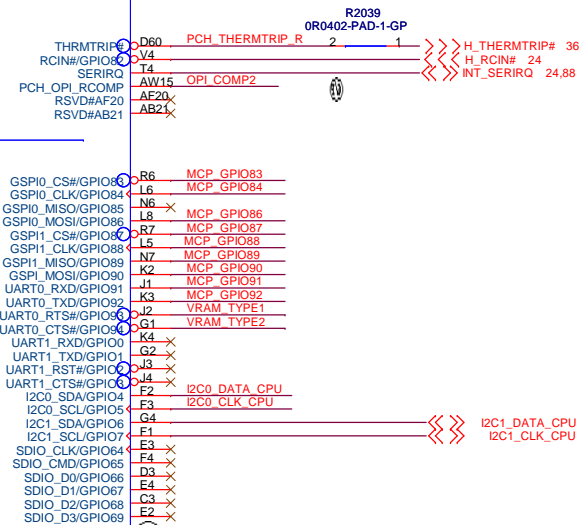 R2039
0R0402-PAD-1-GP
THRMTRIP# D60 PCH_THERMTRIP_R 2 1 H_THERMTRIP# 36
RCIN#/GPIO82 V4 H_RCIN# 24
SERIRQ T4 INT_SERIRQ 24,88
PCH_OPI_RCOMP AW15 OPI_COMP2
RSVD#AF20 AF20
RSVD#AB21 AB21
GSPI0_CS#/GPIO83 R6 MCP_GPIO83
GSPI0_CLK/GPIO84 L6 MCP_GPIO84
GSPI0_MISO/GPIO85 N6
GSPI0_MOSI/GPIO86 L8 MCP_GPIO86
GSPI1_CS#/GPIO87 R7 MCP_GPIO87
GSPI1_CLK/GPIO88 L5 MCP_GPIO88
GSPI1_MISO/GPIO89 N7 MCP_GPIO89
GSPI_MOSI/GPIO90 K2 MCP_GPIO90
UART0_RXD/GPIO91 J1 MCP_GPIO91
UART0_TXD/GPIO92 K3 MCP_GPIO92
UART0_RTS#/GPIO93 J2 VRAM_TYPE1
UART0_CTS#/GPIO94 G1 VRAM_TYPE2
UART1_RXD/GPIO0 K4
UART1_TXD/GPIO1 G2
UART1_RST#/GPIO2 J3
UART1_CTS#/GPIO3 J4
I2C0_SDA/GPIO4 F2 I2C0_DATA_CPU
I2C0_SCL/GPIO5 F3 I2C0_CLK_CPU
I2C1_SDA/GPIO6 G4 I2C1_DATA_CPU
I2C1_SCL/GPIO7 F1 I2C1_CLK_CPU
SDIO_CLK/GPIO64 E3
SDIO_CMD/GPIO65 F4
SDIO_D0/GPIO66 D3
SDIO_D1/GPIO67 E4
SDIO_D2/GPIO68 C3
SDIO_D3/GPIO69 E2